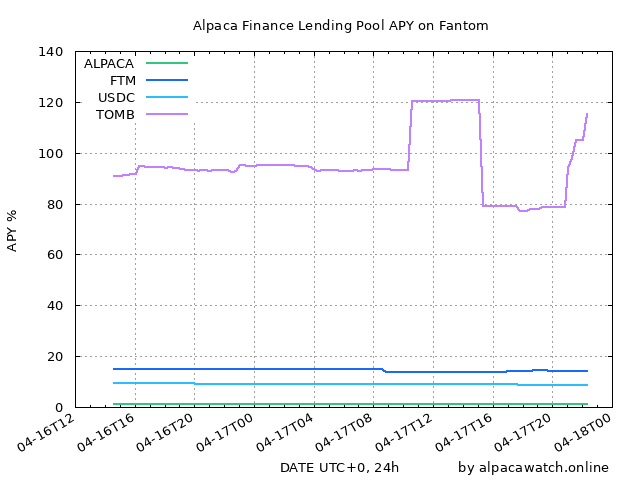 Alpaca Finance Lending Pool APY on Fantom
140
120
100
80
60
40
20
0
APY %
ALPACA
FTM
USDC
TOMB
04-16T12
04-16T16
04-16T20
04-17T00
04-17T04
04-17T08
04-17T12
04-17T16
04-17T20
04-18T00
DATE UTC+0, 24h
by alpacawatch.online